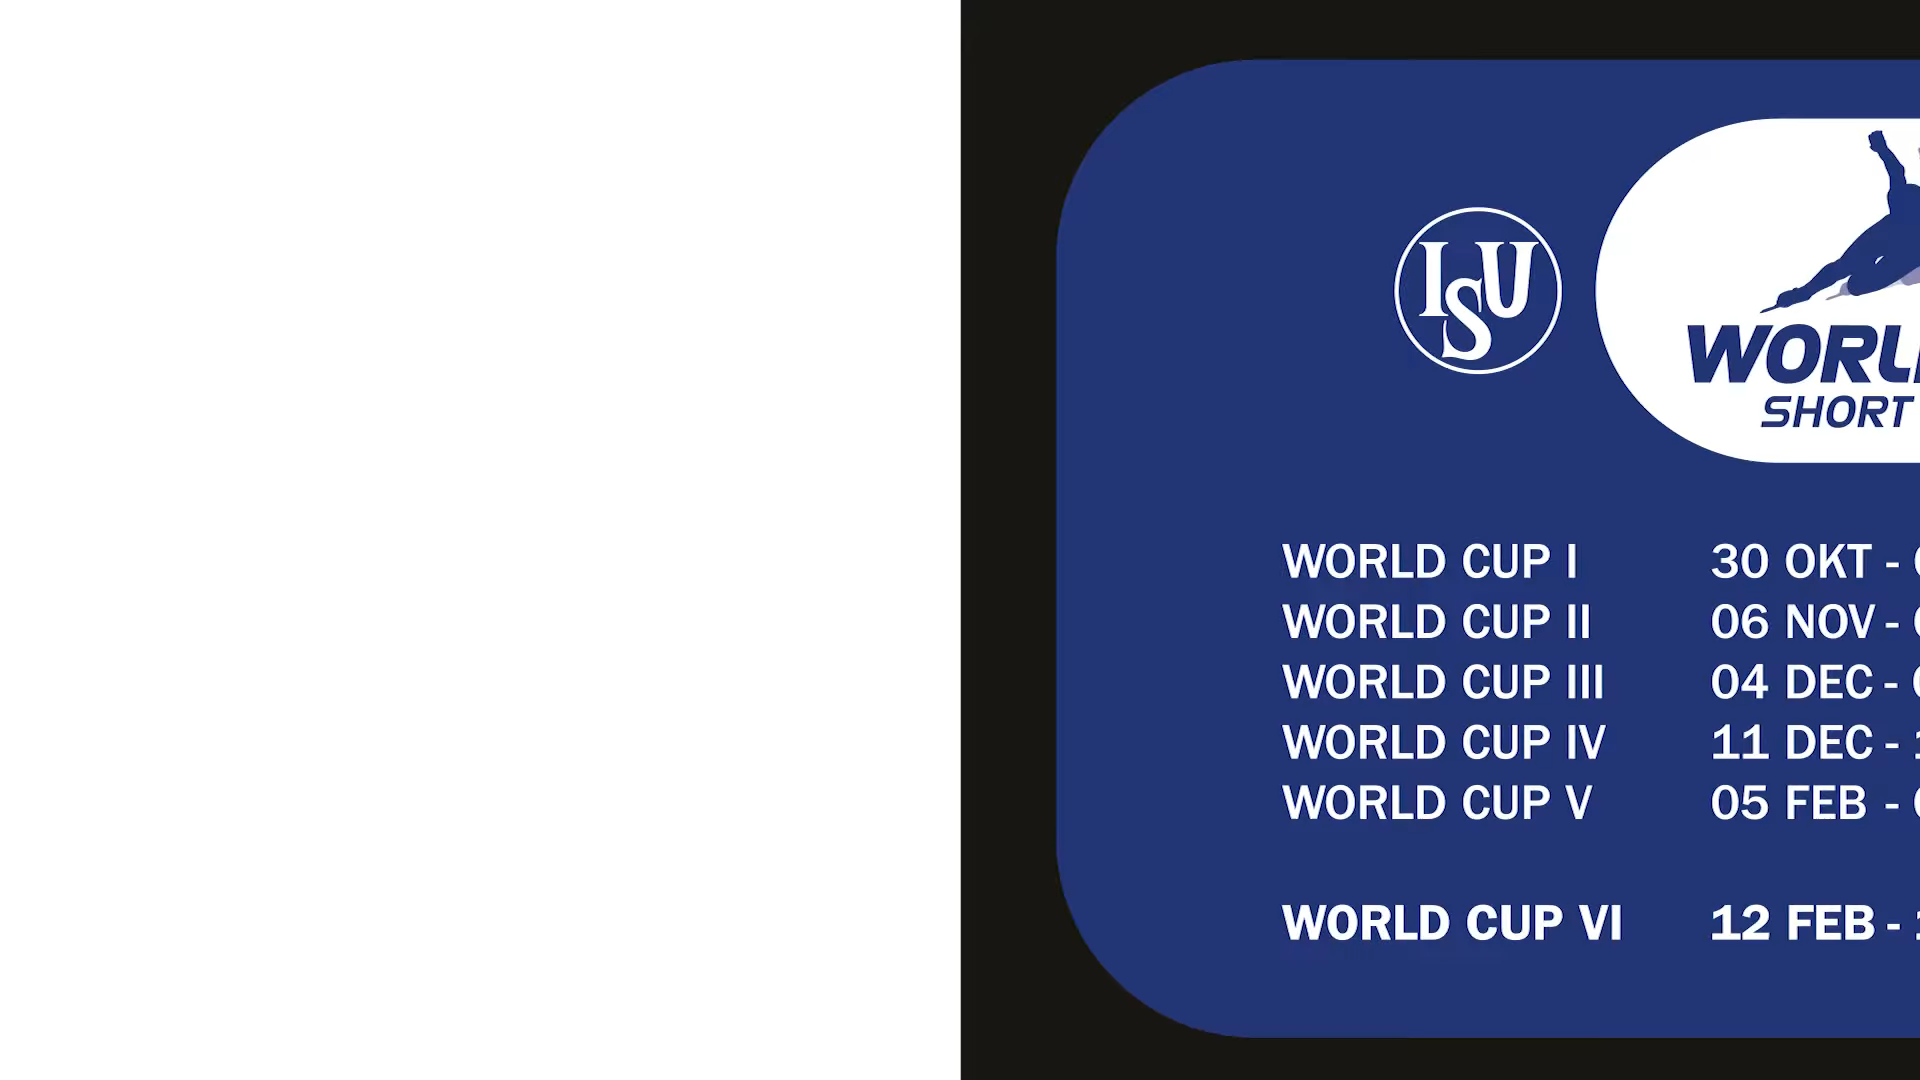 ISU
WORL
SHORT
WORLD CUP I 30 OKT -
WORLD CUP II 06 NOV -
WORLD CUP III 04 DEC -
WORLD CUP IV 11 DEC -
WORLD CUP V 05 FEB -
WORLD CUP VI 12 FEB -